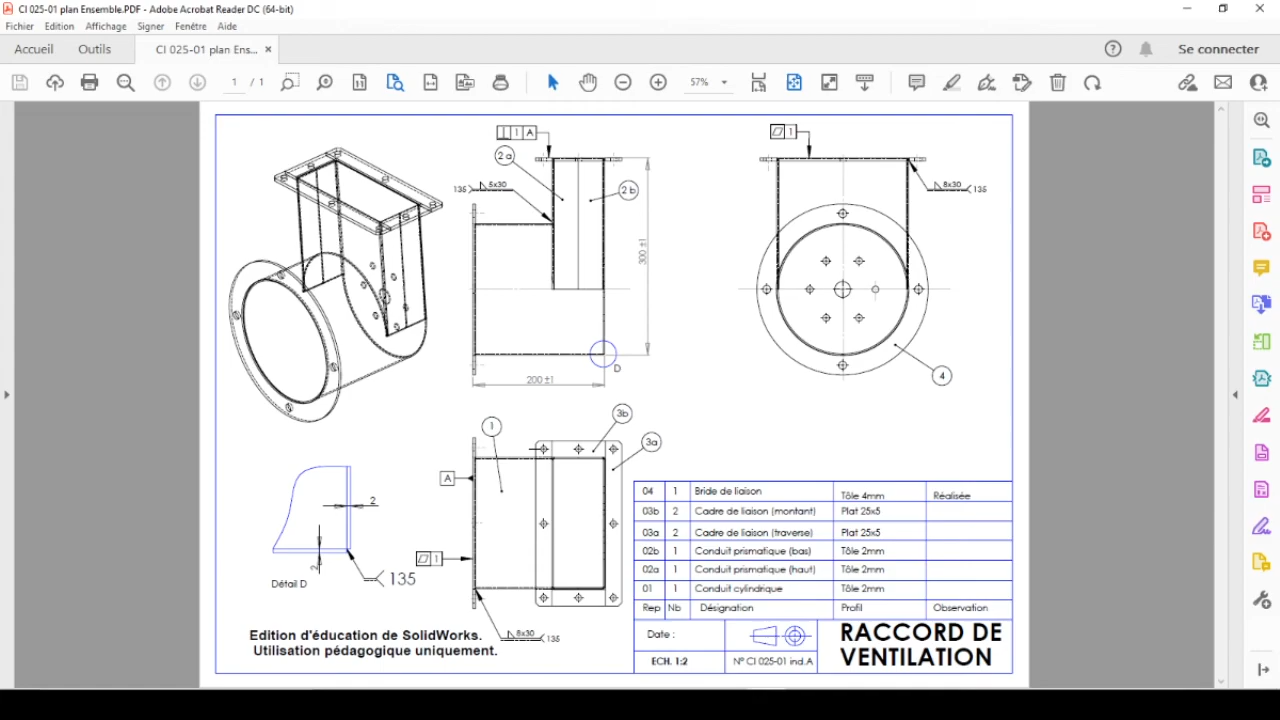 CI 025-01 plan Ensemble.PDF - Adobe Acrobat Reader DC (64-bit)
Fichier Edition Affichage Signer Fenêtre Aide
Accueil Outils CI 025-01 plan Ens... × Se connecter
1 / 1 57%
1 A
1
2 a
2 b
135 5x30
8x30 135
300 ±1
D
200 ±1
4
3b
1
3a
A
2
1
2
135
Détail D
8x30 135
04 1 Bride de liaison Tôle 4mm Réalisée
03b 2 Cadre de liaison (montant) Plat 25x5
03a 2 Cadre de liaison (traverse) Plat 25x5
02b 1 Conduit prismatique (bas) Tôle 2mm
02a 1 Conduit prismatique (haut) Tôle 2mm
01 1 Conduit cylindrique Tôle 2mm
Rep Nb Désignation Profil Observation
Date :
RACCORD DE
VENTILATION
ECH. 1:2 N° CI 025-01 ind.A
Edition d'éducation de SolidWorks.
Utilisation pédagogique uniquement.